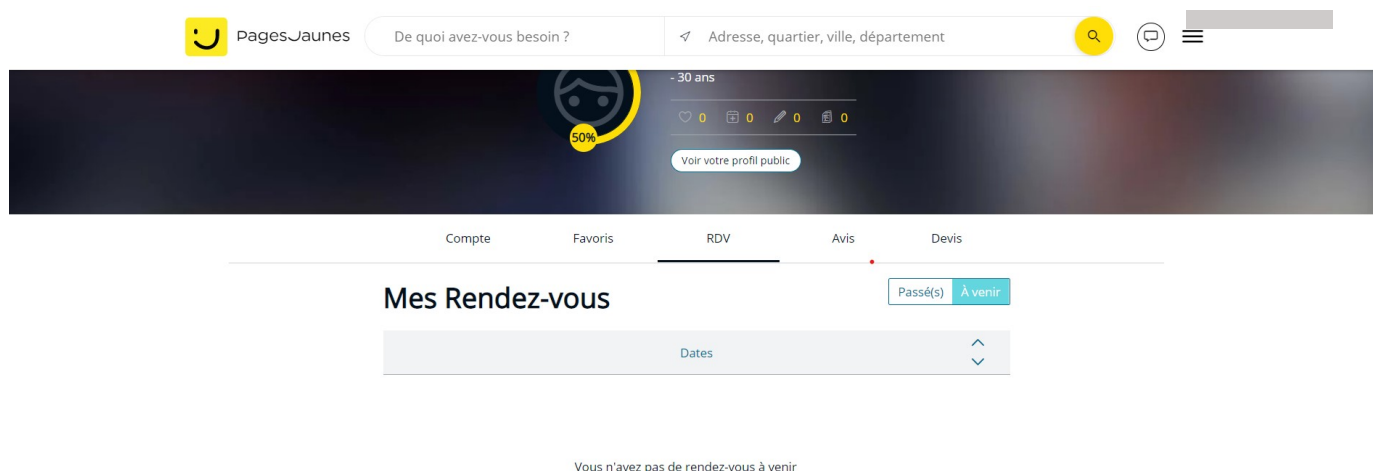 PagesJaunes De quoi avez-vous besoin ? Adresse, quartier, ville, département
- 30 ans
0 0 0 0
50%
Voir votre profil public
Compte Favoris RDV Avis Devis
Mes Rendez-vous
Passé(s) À venir
Dates
Vous n'avez pas de rendez-vous à venir